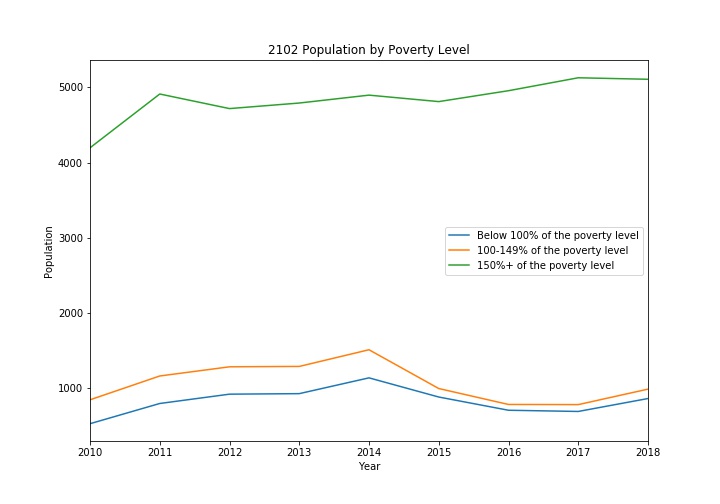 2102 Population by Poverty Level
Population
5000
4000
3000
2000
1000
Below 100% of the poverty level
100-149% of the poverty level
150%+ of the poverty level
2010 2011 2012 2013 2014 2015 2016 2017 2018
Year